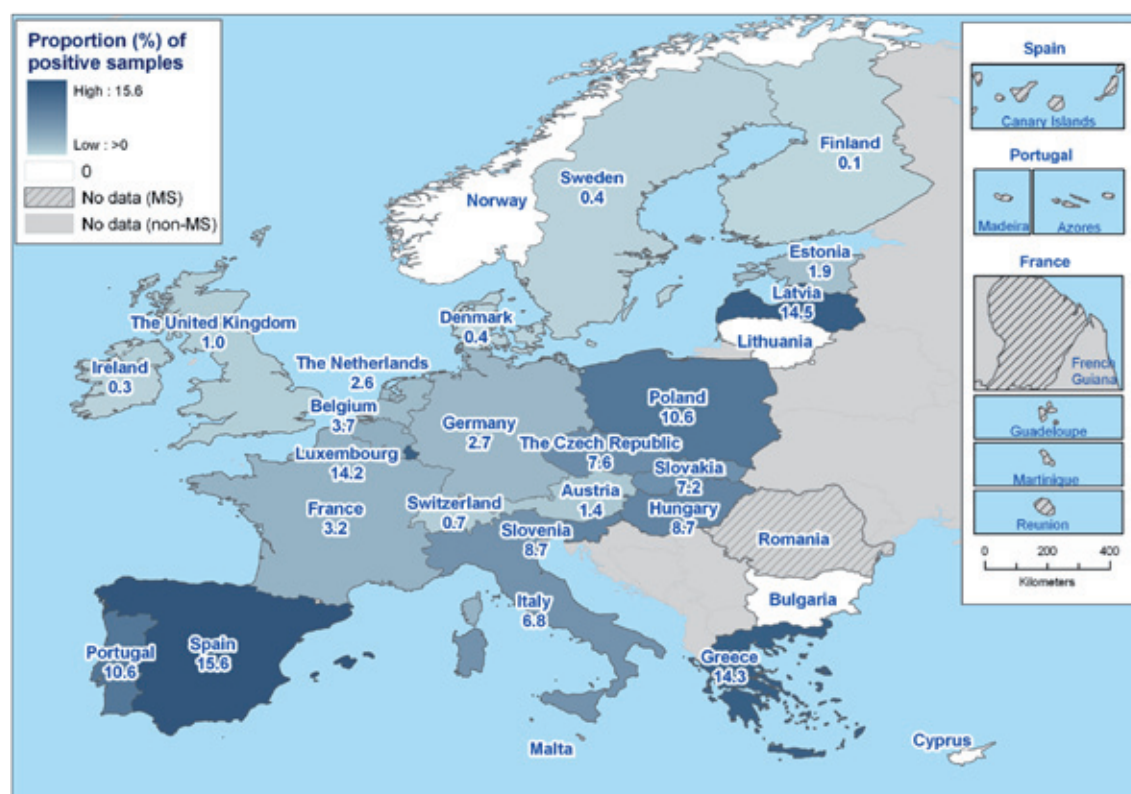 Proportion (%) of
positive samples
High : 15.6
Low : >0
0
No data (MS)
No data (non-MS)
Norway
Sweden
0.4
Finland
0.1
Estonia
1.9
Latvia
14.5
Lithuania
Denmark
0.4
The United Kingdom
1.0
Ireland
0.3
The Netherlands
2.6
Belgium
3.7
Luxembourg
14.2
Germany
2.7
Poland
10.6
The Czech Republic
7.6
Slovakia
7.2
Austria
1.4
Hungary
8.7
Switzerland
0.7
France
3.2
Slovenia
8.7
Romania
Bulgaria
Italy
6.8
Portugal
10.6
Spain
15.6
Greece
14.3
Malta
Cyprus
Spain
Canary Islands
Portugal
Madeira
Azores
France
French
Guiana
Guadeloupe
Martinique
Reunion
0 200 400
Kilometers